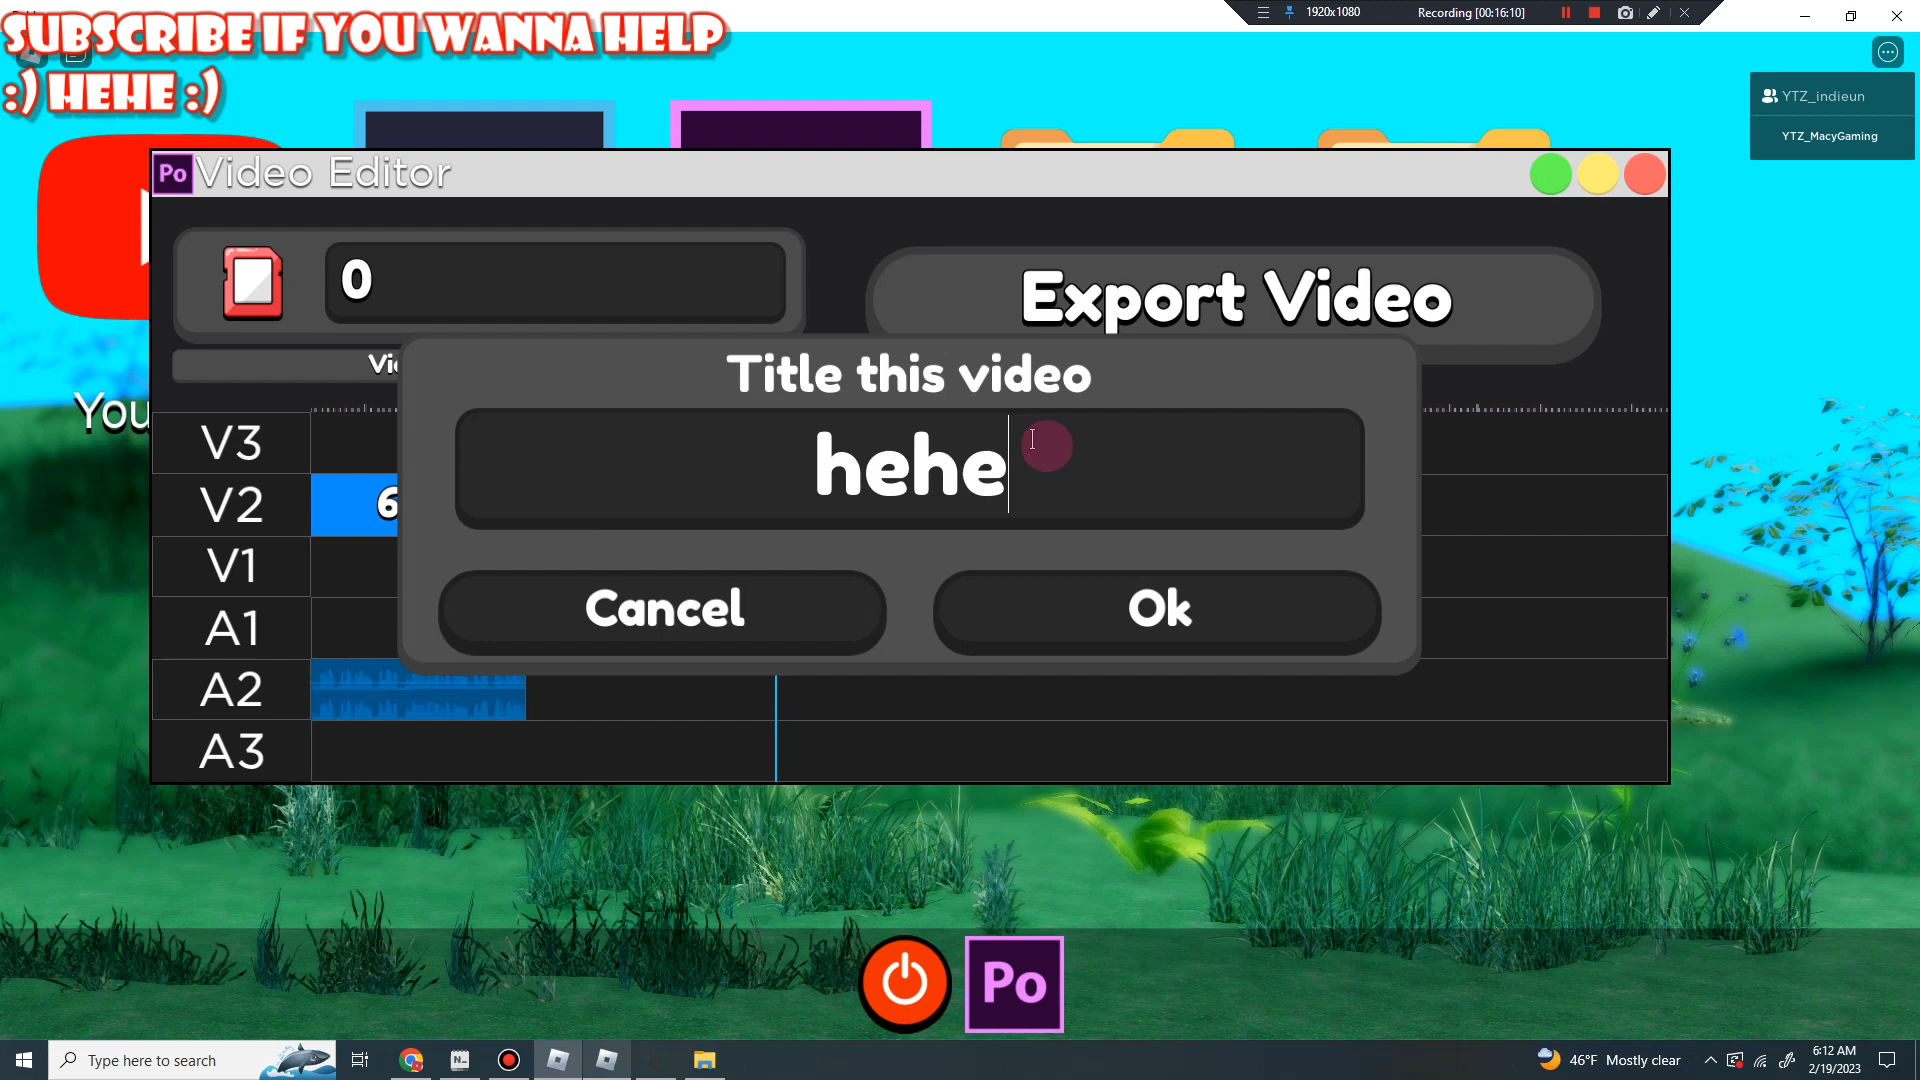 1920x1080
Recording [00:16:10]
SUBSCRIBE IF YOU WANNA HELP
:) HEHE :)
YTZ_indieun
YTZ_MacyGaming
Po Video Editor
0
Export Video
Title this video
hehe
Cancel
Ok
V3
V2
6
V1
A1
A2
A3
Po
Type here to search
46°F Mostly clear
6:12 AM
2/19/2023